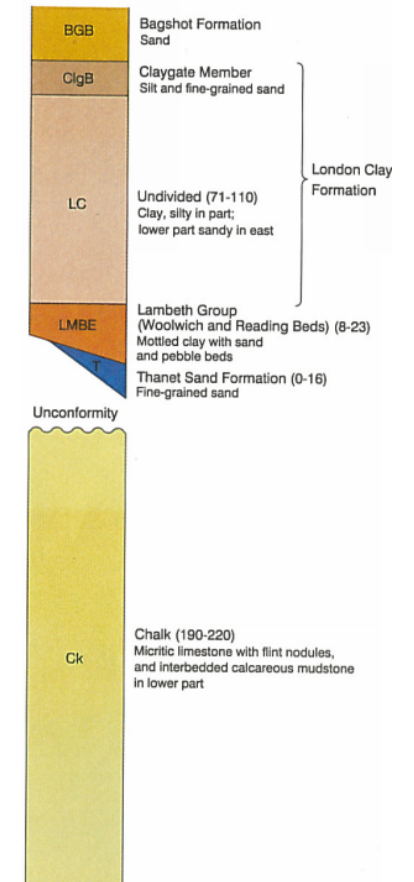 BGB
Bagshot Formation
Sand
ClgB
Claygate Member
Silt and fine-grained sand
London Clay
Formation
LC
Undivided (71-110)
Clay, silty in part;
lower part sandy in east
LMBE
Lambeth Group
(Woolwich and Reading Beds) (8-23)
Mottled clay with sand
and pebble beds
T
Thanet Sand Formation (0-16)
Fine-grained sand
Unconformity
Ck
Chalk (190-220)
Micritic limestone with flint nodules,
and interbedded calcareous mudstone
in lower part